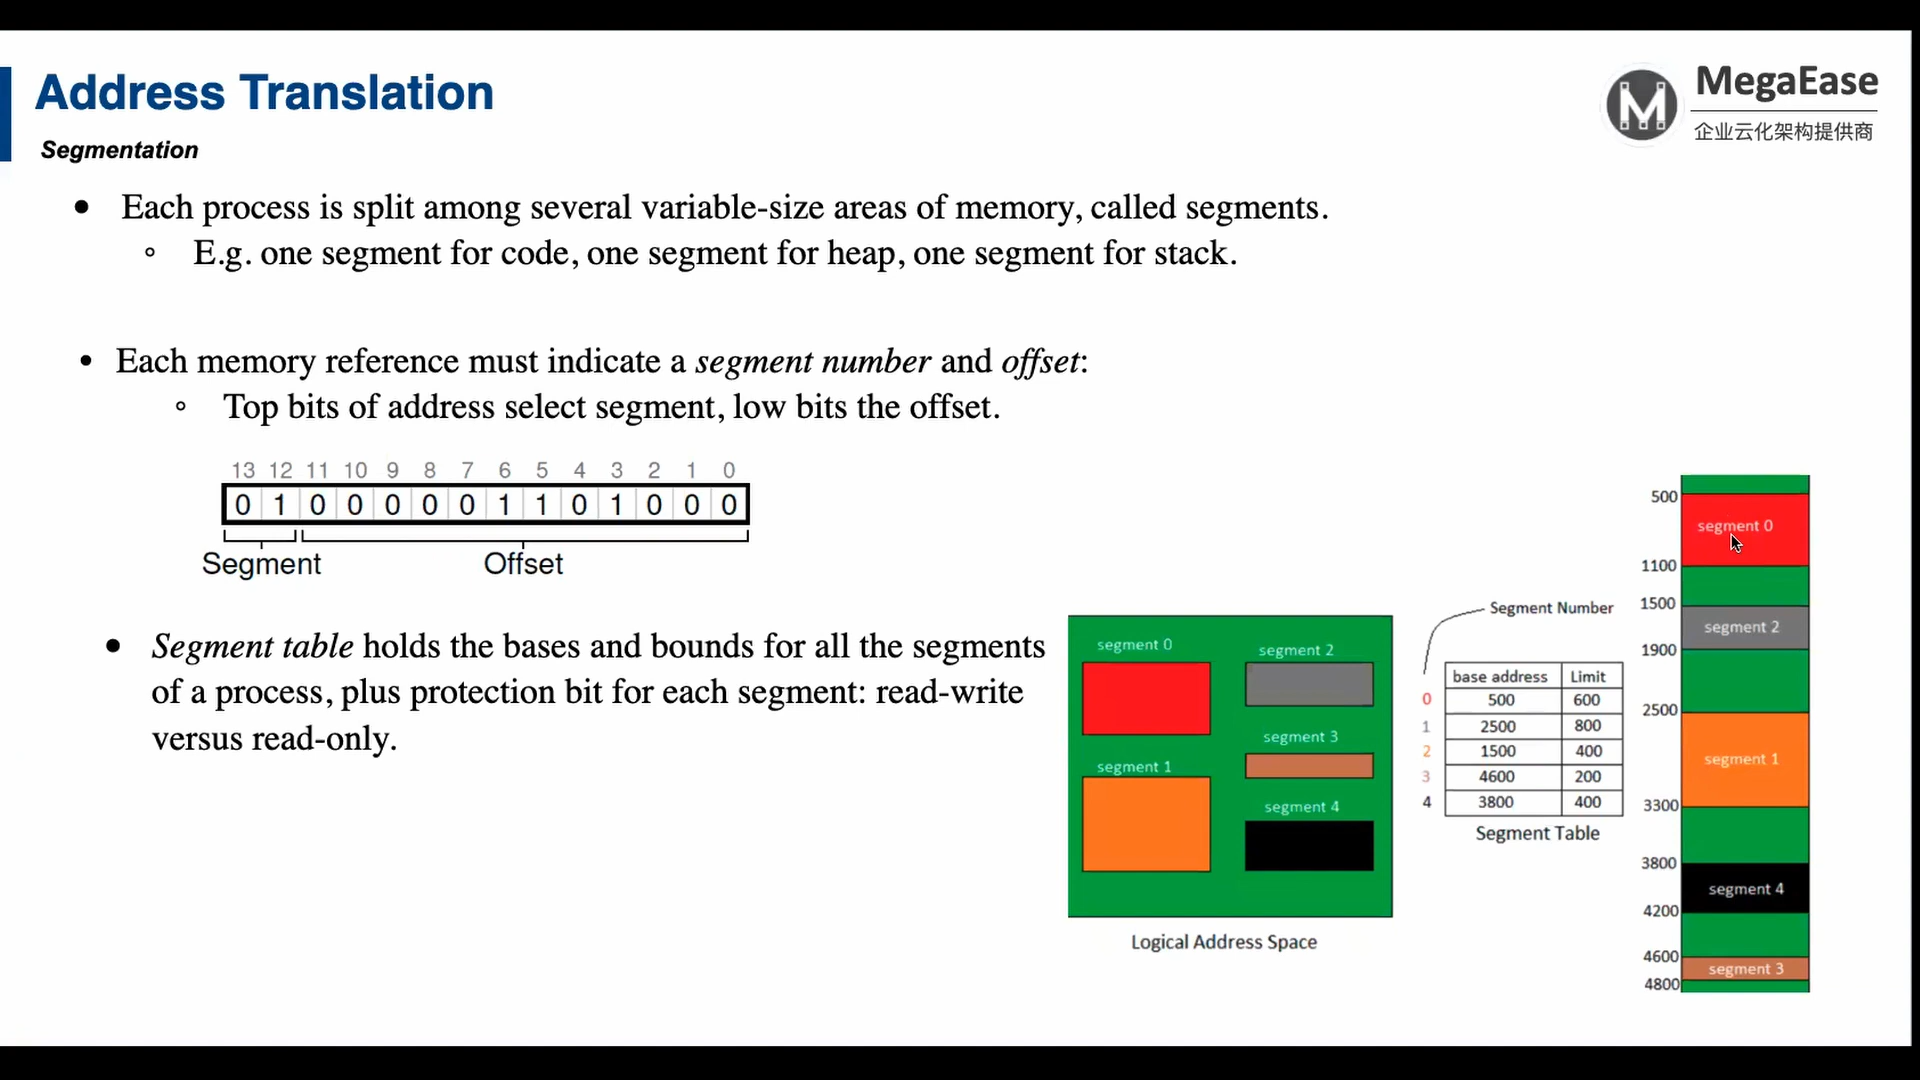 Address Translation
MegaEase
企业云化架构提供商
Segmentation
• Each process is split among several variable-size areas of memory, called segments.
◦ E.g. one segment for code, one segment for heap, one segment for stack.
• Each memory reference must indicate a segment number and offset:
◦ Top bits of address select segment, low bits the offset.
13 12 11 10 9 8 7 6 5 4 3 2 1 0
0 1 0 0 0 0 0 1 1 0 1 0 0 0
Segment Offset
• Segment table holds the bases and bounds for all the segments
of a process, plus protection bit for each segment: read-write
versus read-only.
segment 0
segment 2
segment 3
segment 1
segment 4
Logical Address Space
Segment Number
base address Limit
0 500 600
1 2500 800
2 1500 400
3 4600 200
4 3800 400
Segment Table
500
segment 0
1100
1500
segment 2
1900
2500
segment 1
3300
3800
segment 4
4200
4600
segment 3
4800